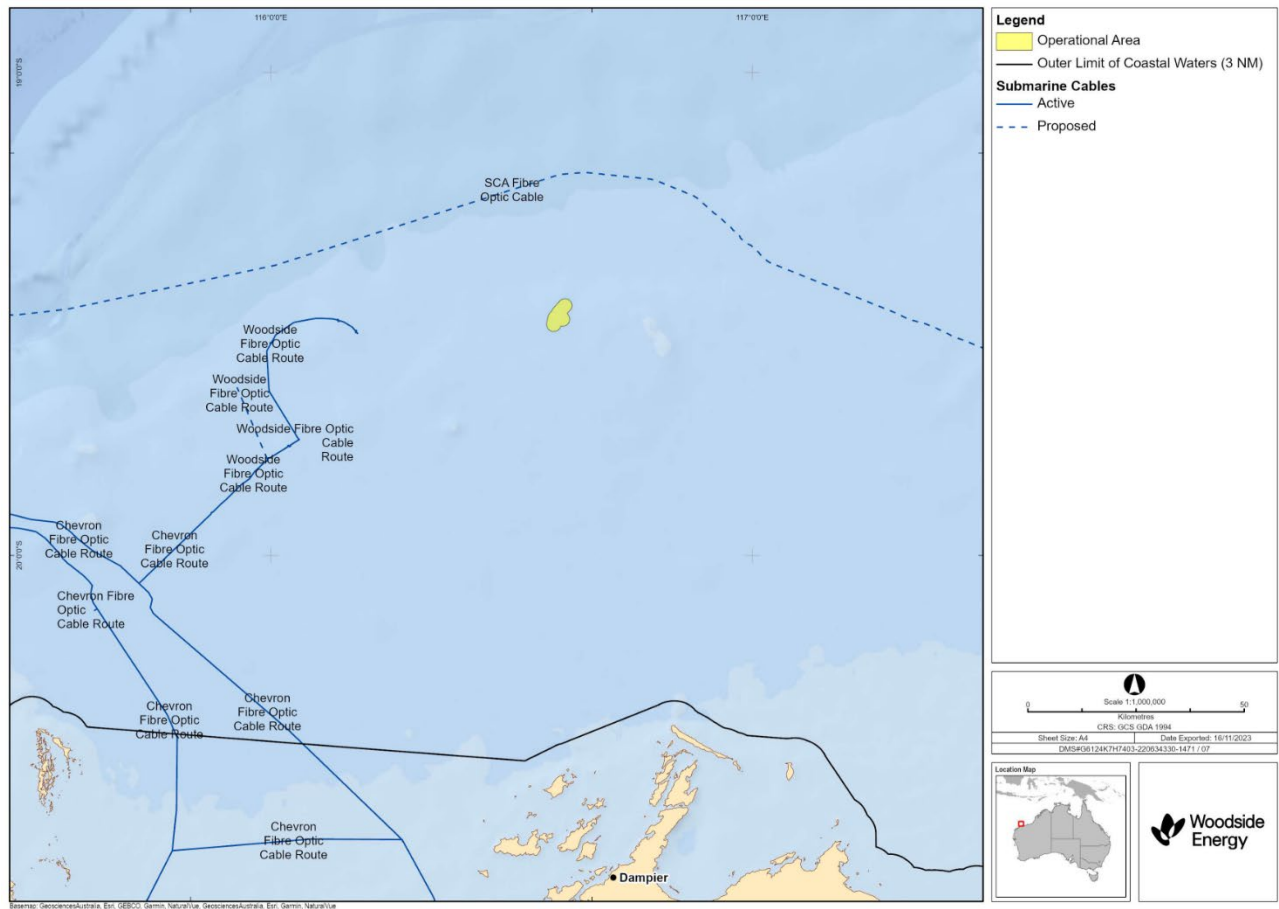 116°0'0"E
117°0'0"E
19°0'0"S
20°0'0"S
SCA Fibre
Optic Cable
Woodside
Fibre Optic
Cable Route
Woodside
Fibre Optic
Cable Route
Woodside Fibre Optic
Cable
Route
Woodside
Fibre Optic
Cable Route
Chevron
Fibre Optic
Cable Route
Chevron
Fibre Optic
Cable Route
Chevron Fibre
Optic
Cable Route
Chevron
Fibre Optic
Cable Route
Chevron
Fibre Optic
Cable Route
Chevron
Fibre Optic
Cable Route
Dampier
Basemap: GeosciencesAustralia, Esri, GEBCO, Garmin, NaturalVue, GeosciencesAustralia, Esri, Garmin, NaturalVue
Legend
Operational Area
Outer Limit of Coastal Waters (3 NM)
Submarine Cables
Active
Proposed
Scale 1:1,000,000
0 50
Kilometres
CRS: GCS GDA 1994
Sheet Size: A4 Date Exported: 16/11/2023
DMS#G6124K7H7403-220634330-1471 / 07
Location Map
Woodside
Energy